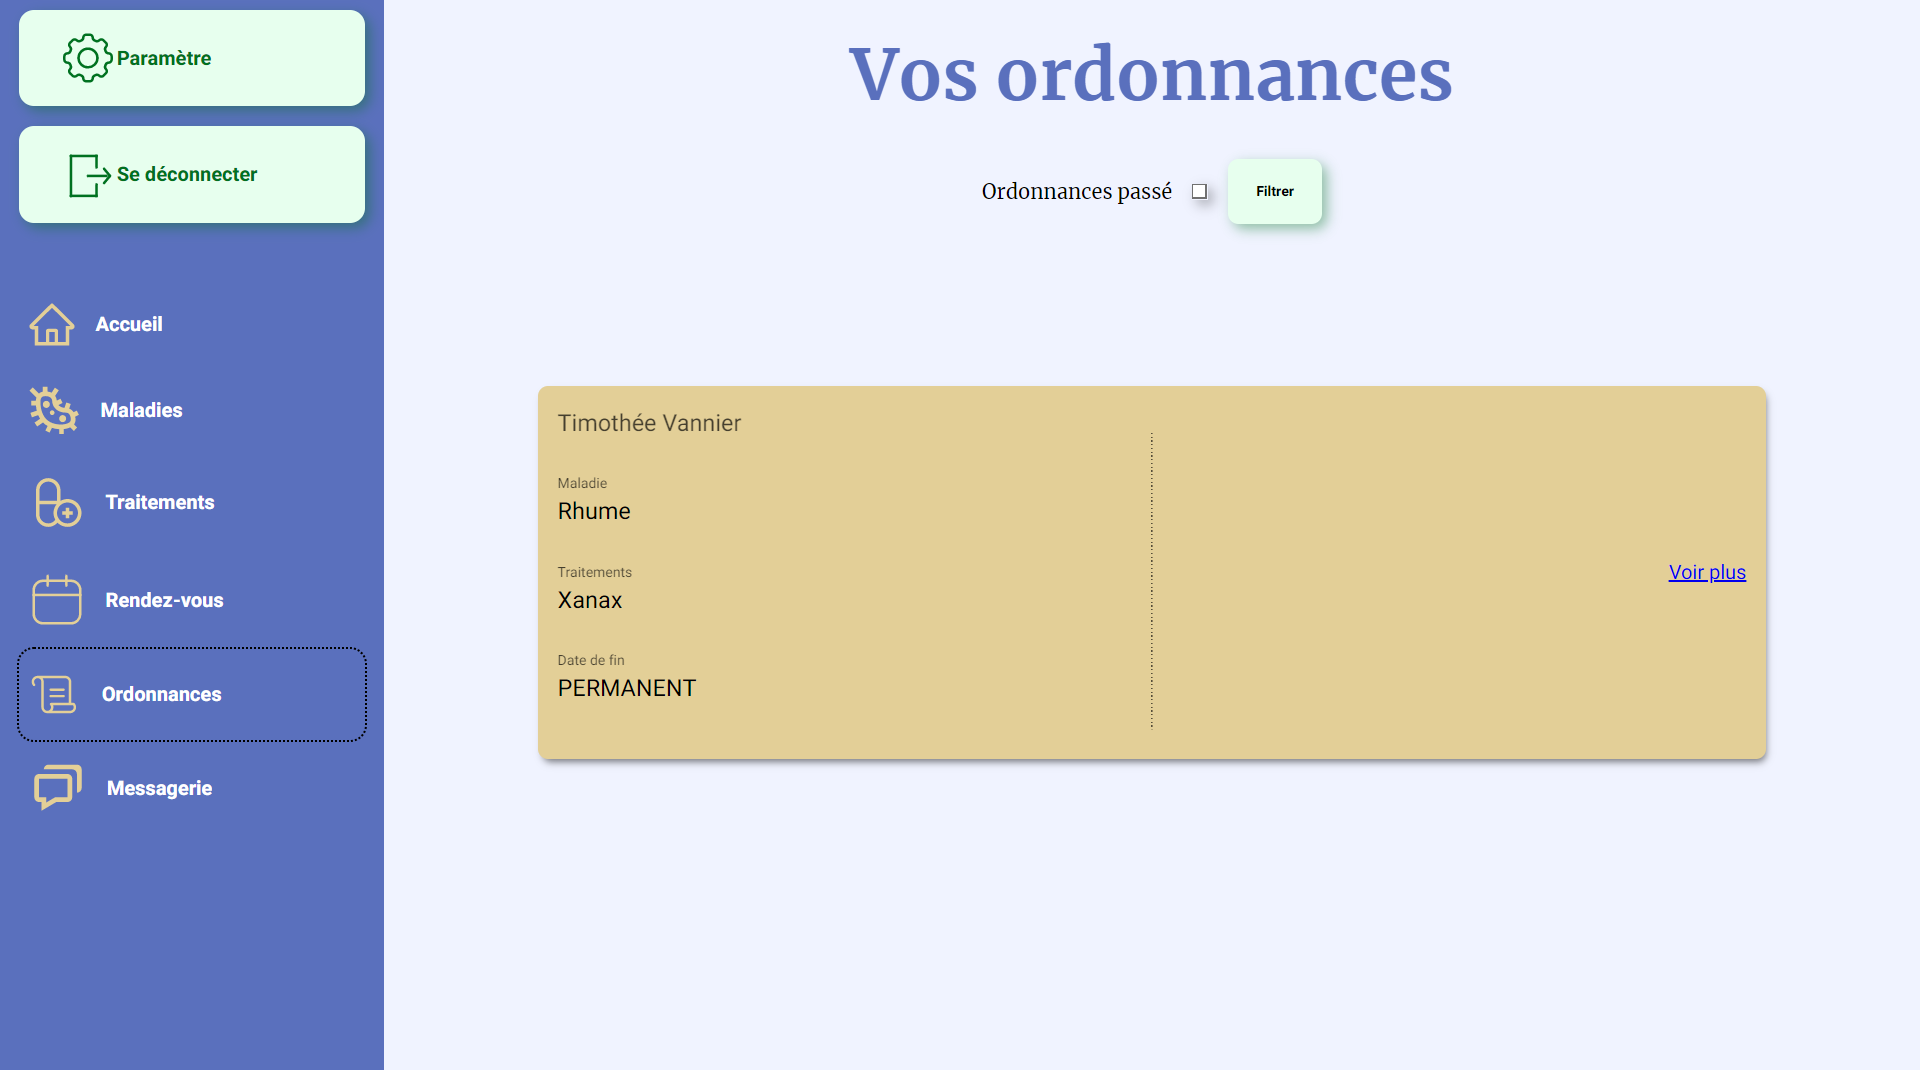 Paramètre
Se déconnecter
Accueil
Maladies
Traitements
Rendez-vous
Ordonnances
Messagerie
Vos ordonnances
Ordonnances passé
Filtrer
Timothée Vannier
Maladie
Rhume
Traitements
Xanax
Date de fin
PERMANENT
Voir plus